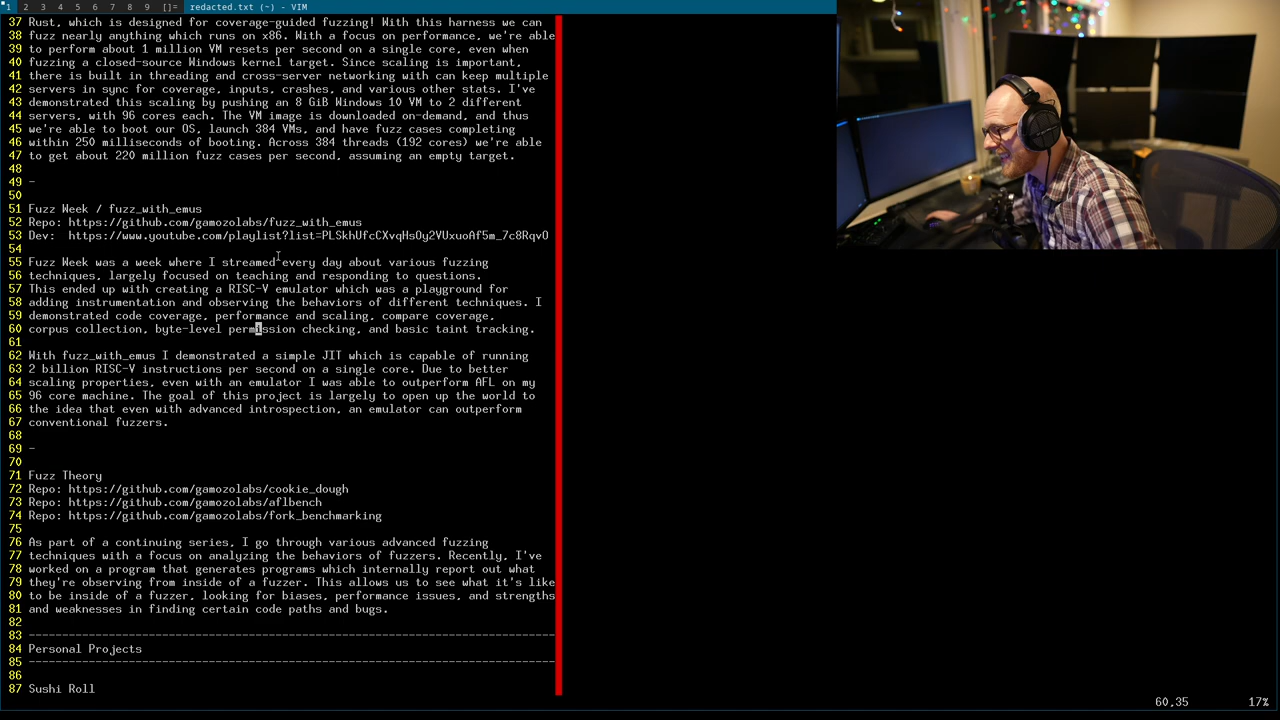 1 2 3 4 5 6 7 8 9 []= redacted.txt (~) - VIM
37 Rust, which is designed for coverage-guided fuzzing! With this harness we can
38 fuzz nearly anything which runs on x86. With a focus on performance, we're able
39 to perform about 1 million VM resets per second on a single core, even when
40 fuzzing a closed-source Windows kernel target. Since scaling is important,
41 there is built in threading and cross-server networking with can keep multiple
42 servers in sync for coverage, inputs, crashes, and various other stats. I've
43 demonstrated this scaling by pushing an 8 GiB Windows 10 VM to 2 different
44 servers, with 96 cores each. The VM image is downloaded on-demand, and thus
45 we're able to boot our OS, launch 384 VMs, and have fuzz cases completing
46 within 250 milliseconds of booting. Across 384 threads (192 cores) we're able
47 to get about 220 million fuzz cases per second, assuming an empty target.
48
49 -
50
51 Fuzz Week / fuzz_with_emus
52 Repo: https://github.com/gamozolabs/fuzz_with_emus
53 Dev: https://www.youtube.com/playlist?list=PLSkhUfcCXvqHsOy2VUxuoAf5m_7c8RqvO
54
55 Fuzz Week was a week where I streamed every day about various fuzzing
56 techniques, largely focused on teaching and responding to questions.
57 This ended up with creating a RISC-V emulator which was a playground for
58 adding instrumentation and observing the behaviors of different techniques. I
59 demonstrated code coverage, performance and scaling, compare coverage,
60 corpus collection, byte-level permission checking, and basic taint tracking.
61
62 With fuzz_with_emus I demonstrated a simple JIT which is capable of running
63 2 billion RISC-V instructions per second on a single core. Due to better
64 scaling properties, even with an emulator I was able to outperform AFL on my
65 96 core machine. The goal of this project is largely to open up the world to
66 the idea that even with advanced introspection, an emulator can outperform
67 conventional fuzzers.
68
69 -
70
71 Fuzz Theory
72 Repo: https://github.com/gamozolabs/cookie_dough
73 Repo: https://github.com/gamozolabs/aflbench
74 Repo: https://github.com/gamozolabs/fork_benchmarking
75
76 As part of a continuing series, I go through various advanced fuzzing
77 techniques with a focus on analyzing the behaviors of fuzzers. Recently, I've
78 worked on a program that generates programs which internally report out what
79 they're observing from inside of a fuzzer. This allows us to see what it's like
80 to be inside of a fuzzer, looking for biases, performance issues, and strengths
81 and weaknesses in finding certain code paths and bugs.
82
83 -------------------------------------------------------------------------------
84 Personal Projects
85 -------------------------------------------------------------------------------
86
87 Sushi Roll
60,35 17%